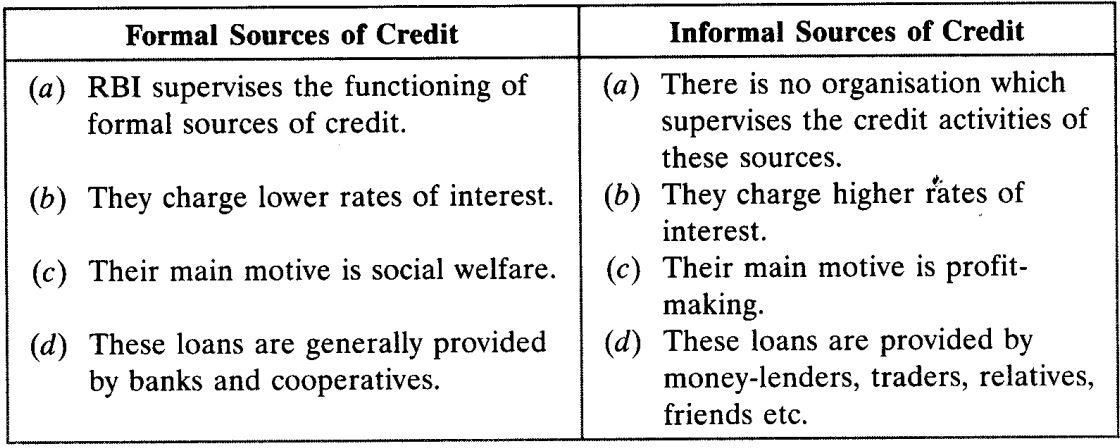 Formal Sources of Credit
(a) RBI supervises the functioning of
formal sources of credit.
(b) They charge lower rates of interest.
(c) Their main motive is social welfare.
(d) These loans are generally provided
by banks and cooperatives.
Informal Sources of Credit
(a) There is no organisation which
supervises the credit activities of
these sources.
(b) They charge higher rates of
interest.
(c) Their main motive is profit-
making.
(d) These loans are provided by
money-lenders, traders, relatives,
friends etc.